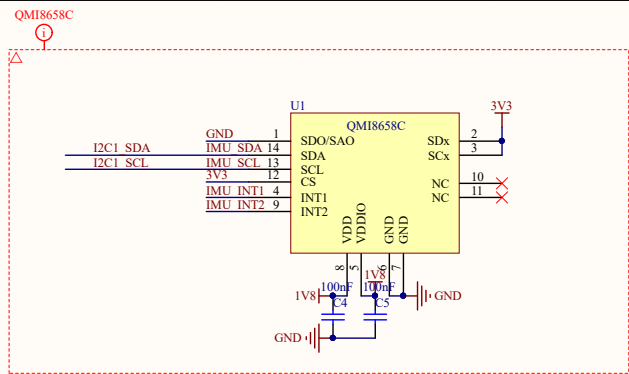 QMI8658C
i
U1
3V3
QMI8658C
GND 1 SDO/SAO SDx 2
I2C1_SDA IMU_SDA 14 SDA SCx 3
I2C1_SCL IMU_SCL 13 SCL
3V3 12 CS NC 10
IMU_INT1 4 INT1 NC 11
IMU_INT2 9 INT2
VDD VDDIO GND GND
8 5 6 7
1V8
100nF 100nF
1V8 C4 C5 GND
GND